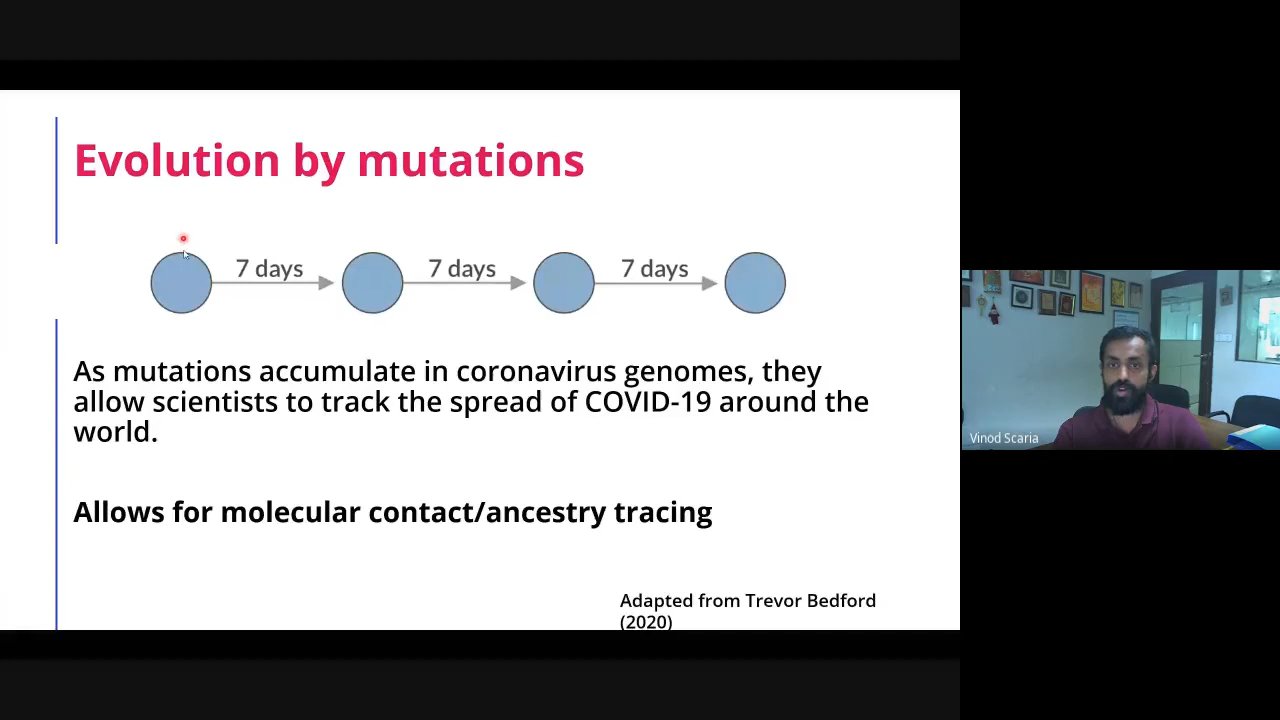 Evolution by mutations
7 days 7 days 7 days
As mutations accumulate in coronavirus genomes, they
allow scientists to track the spread of COVID-19 around the
world.
Allows for molecular contact/ancestry tracing
Adapted from Trevor Bedford
(2020)
Vinod Scaria